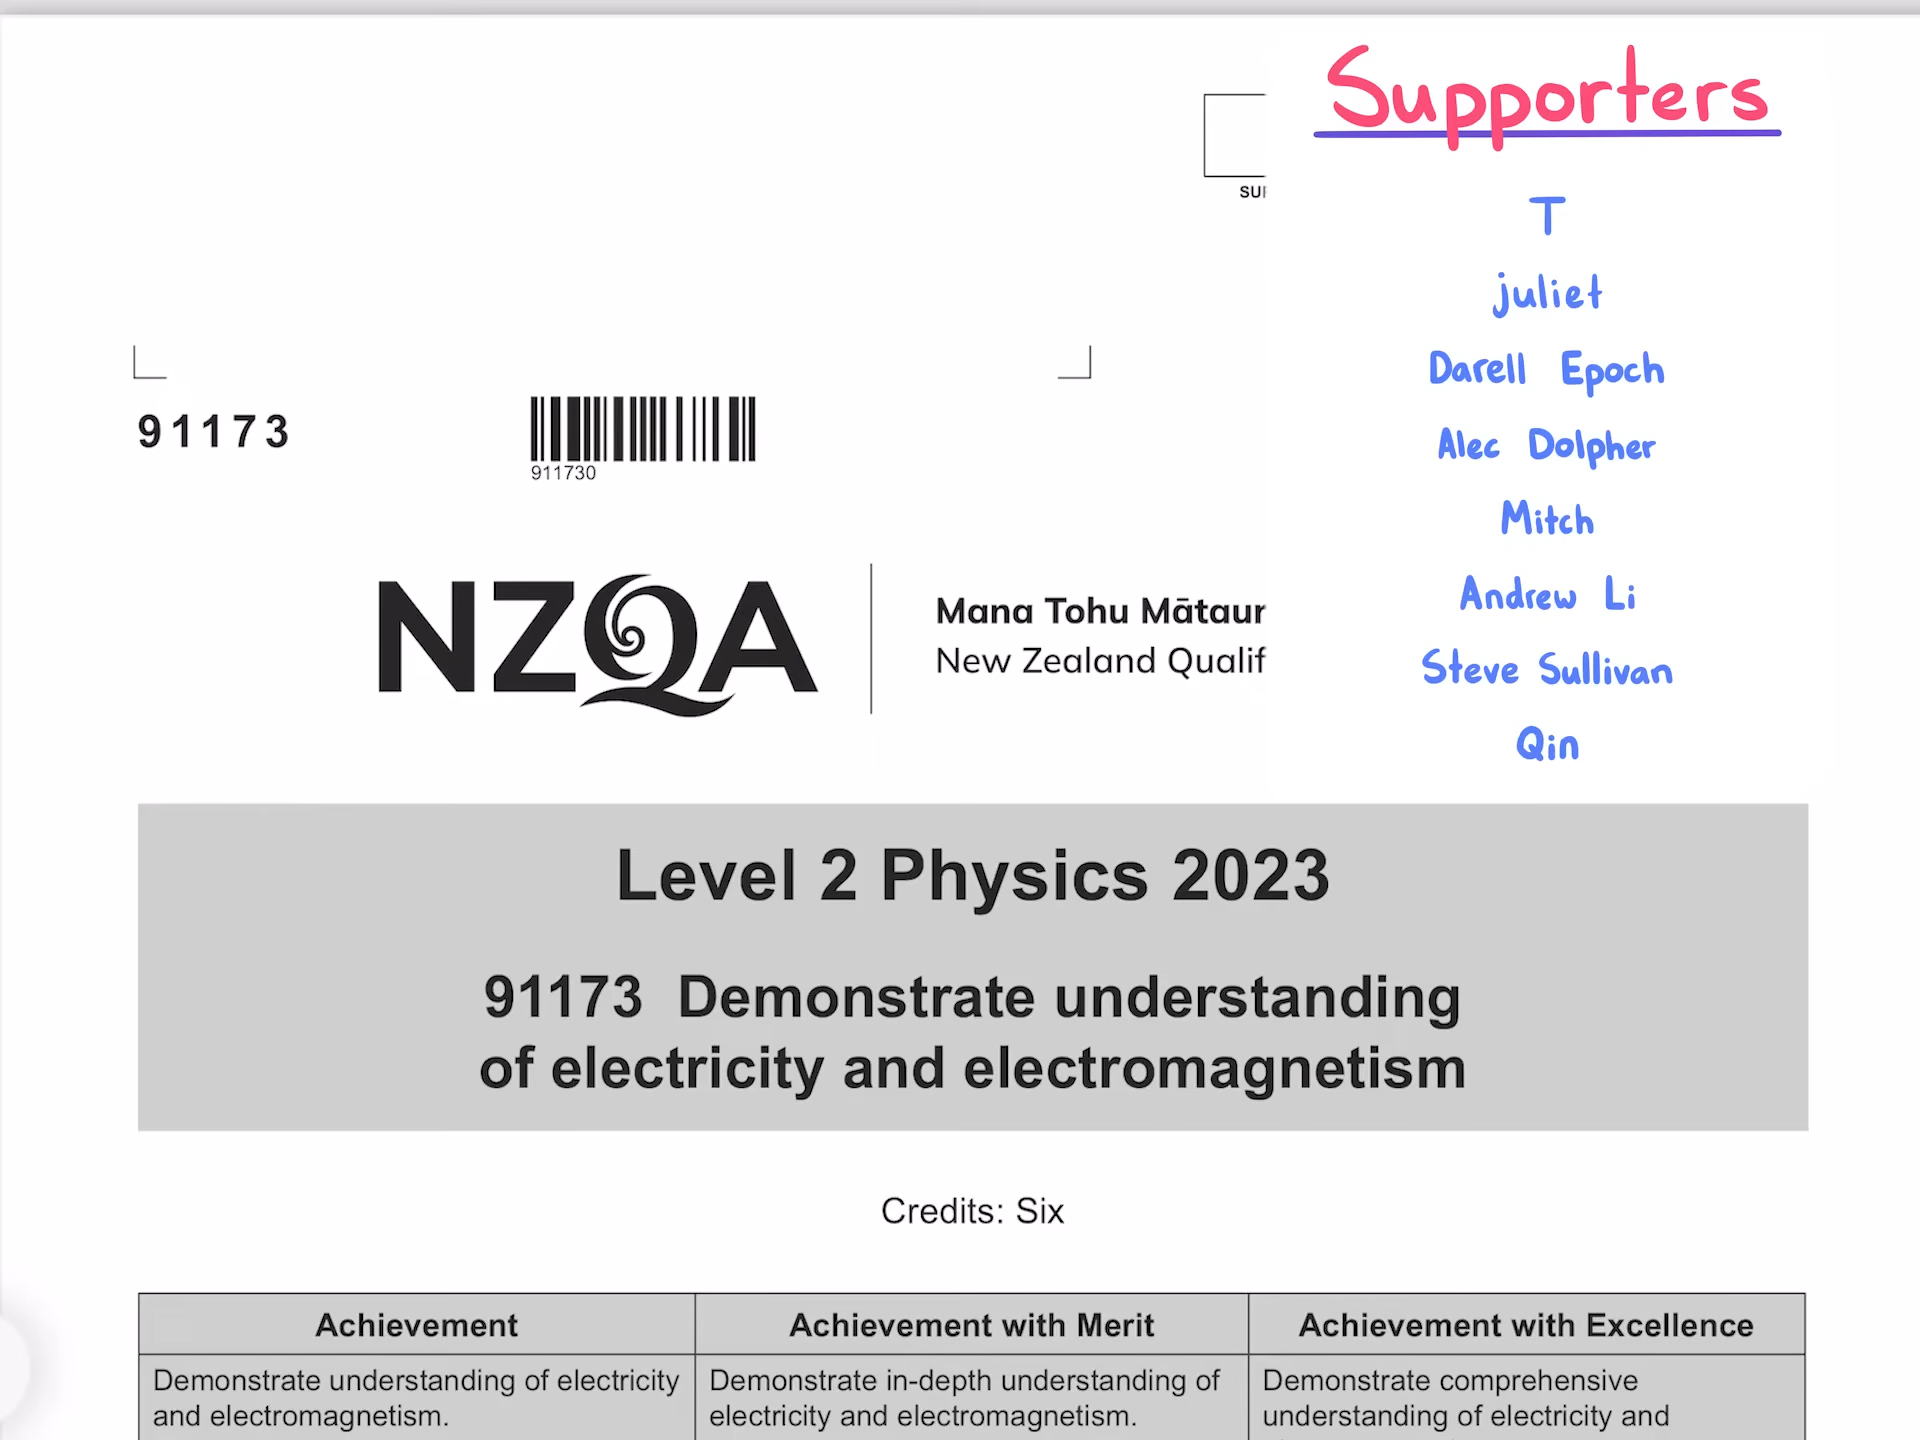 Supporters
SU
T
juliet
Darell Epoch
Alec Dolpher
Mitch
Andrew Li
Steve Sullivan
Qin
91173
911730
NZQA
Mana Tohu Mātaur
New Zealand Qualif
Level 2 Physics 2023
91173 Demonstrate understanding
of electricity and electromagnetism
Credits: Six
Achievement
Achievement with Merit
Achievement with Excellence
Demonstrate understanding of electricity
and electromagnetism.
Demonstrate in-depth understanding of
electricity and electromagnetism.
Demonstrate comprehensive
understanding of electricity and